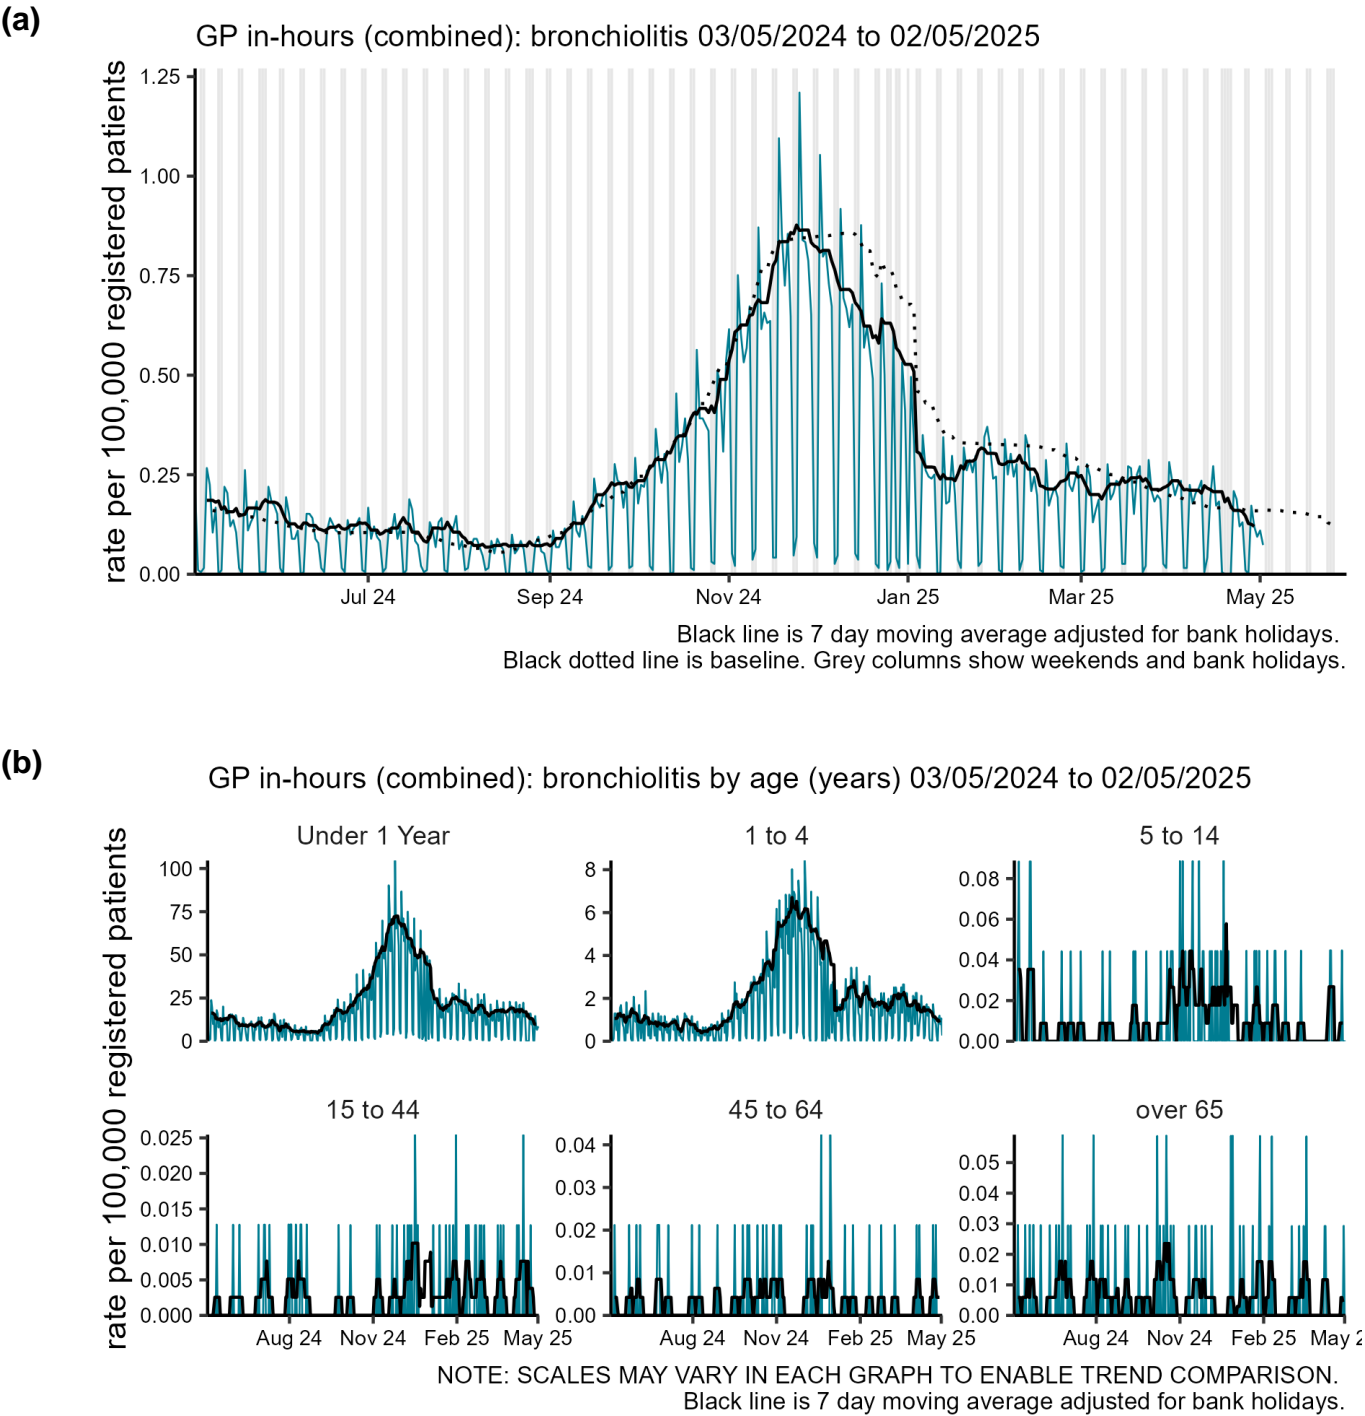 (a)
GP in-hours (combined): bronchiolitis 03/05/2024 to 02/05/2025
rate per 100,000 registered patients
1.25
1.00
0.75
0.50
0.25
0.00
Jul 24 Sep 24 Nov 24 Jan 25 Mar 25 May 25
Black line is 7 day moving average adjusted for bank holidays.
Black dotted line is baseline. Grey columns show weekends and bank holidays.
(b)
GP in-hours (combined): bronchiolitis by age (years) 03/05/2024 to 02/05/2025
rate per 100,000 registered patients
Under 1 Year
100
75
50
25
0
1 to 4
8
6
4
2
0
5 to 14
0.08
0.06
0.04
0.02
0.00
15 to 44
0.025
0.020
0.015
0.010
0.005
0.000
Aug 24 Nov 24 Feb 25 May 25
45 to 64
0.04
0.03
0.02
0.01
0.00
Aug 24 Nov 24 Feb 25 May 25
over 65
0.05
0.04
0.03
0.02
0.01
0.00
Aug 24 Nov 24 Feb 25 May 2
NOTE: SCALES MAY VARY IN EACH GRAPH TO ENABLE TREND COMPARISON.
Black line is 7 day moving average adjusted for bank holidays.